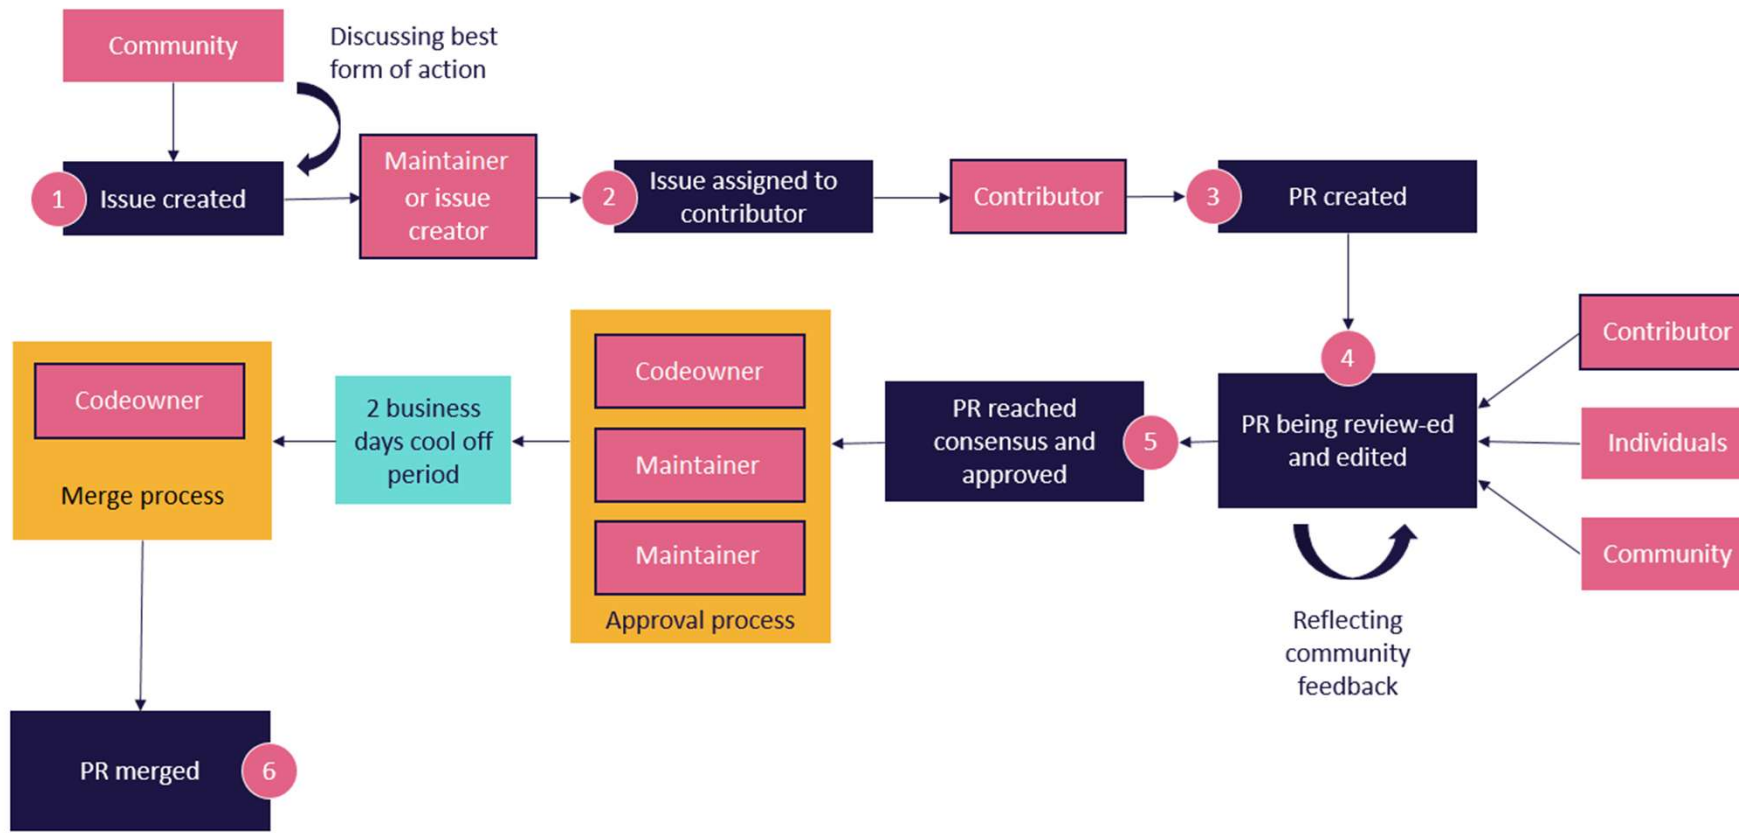 Community
Discussing best
form of action
1
Issue created
Maintainer
or issue
creator
2
Issue assigned to
contributor
Contributor
3
PR created
4
PR being review-ed
and edited
Contributor
Individuals
Community
Reflecting
community
feedback
5
PR reached
consensus and
approved
Codeowner
Maintainer
Maintainer
Approval process
2 business
days cool off
period
Codeowner
Merge process
PR merged
6